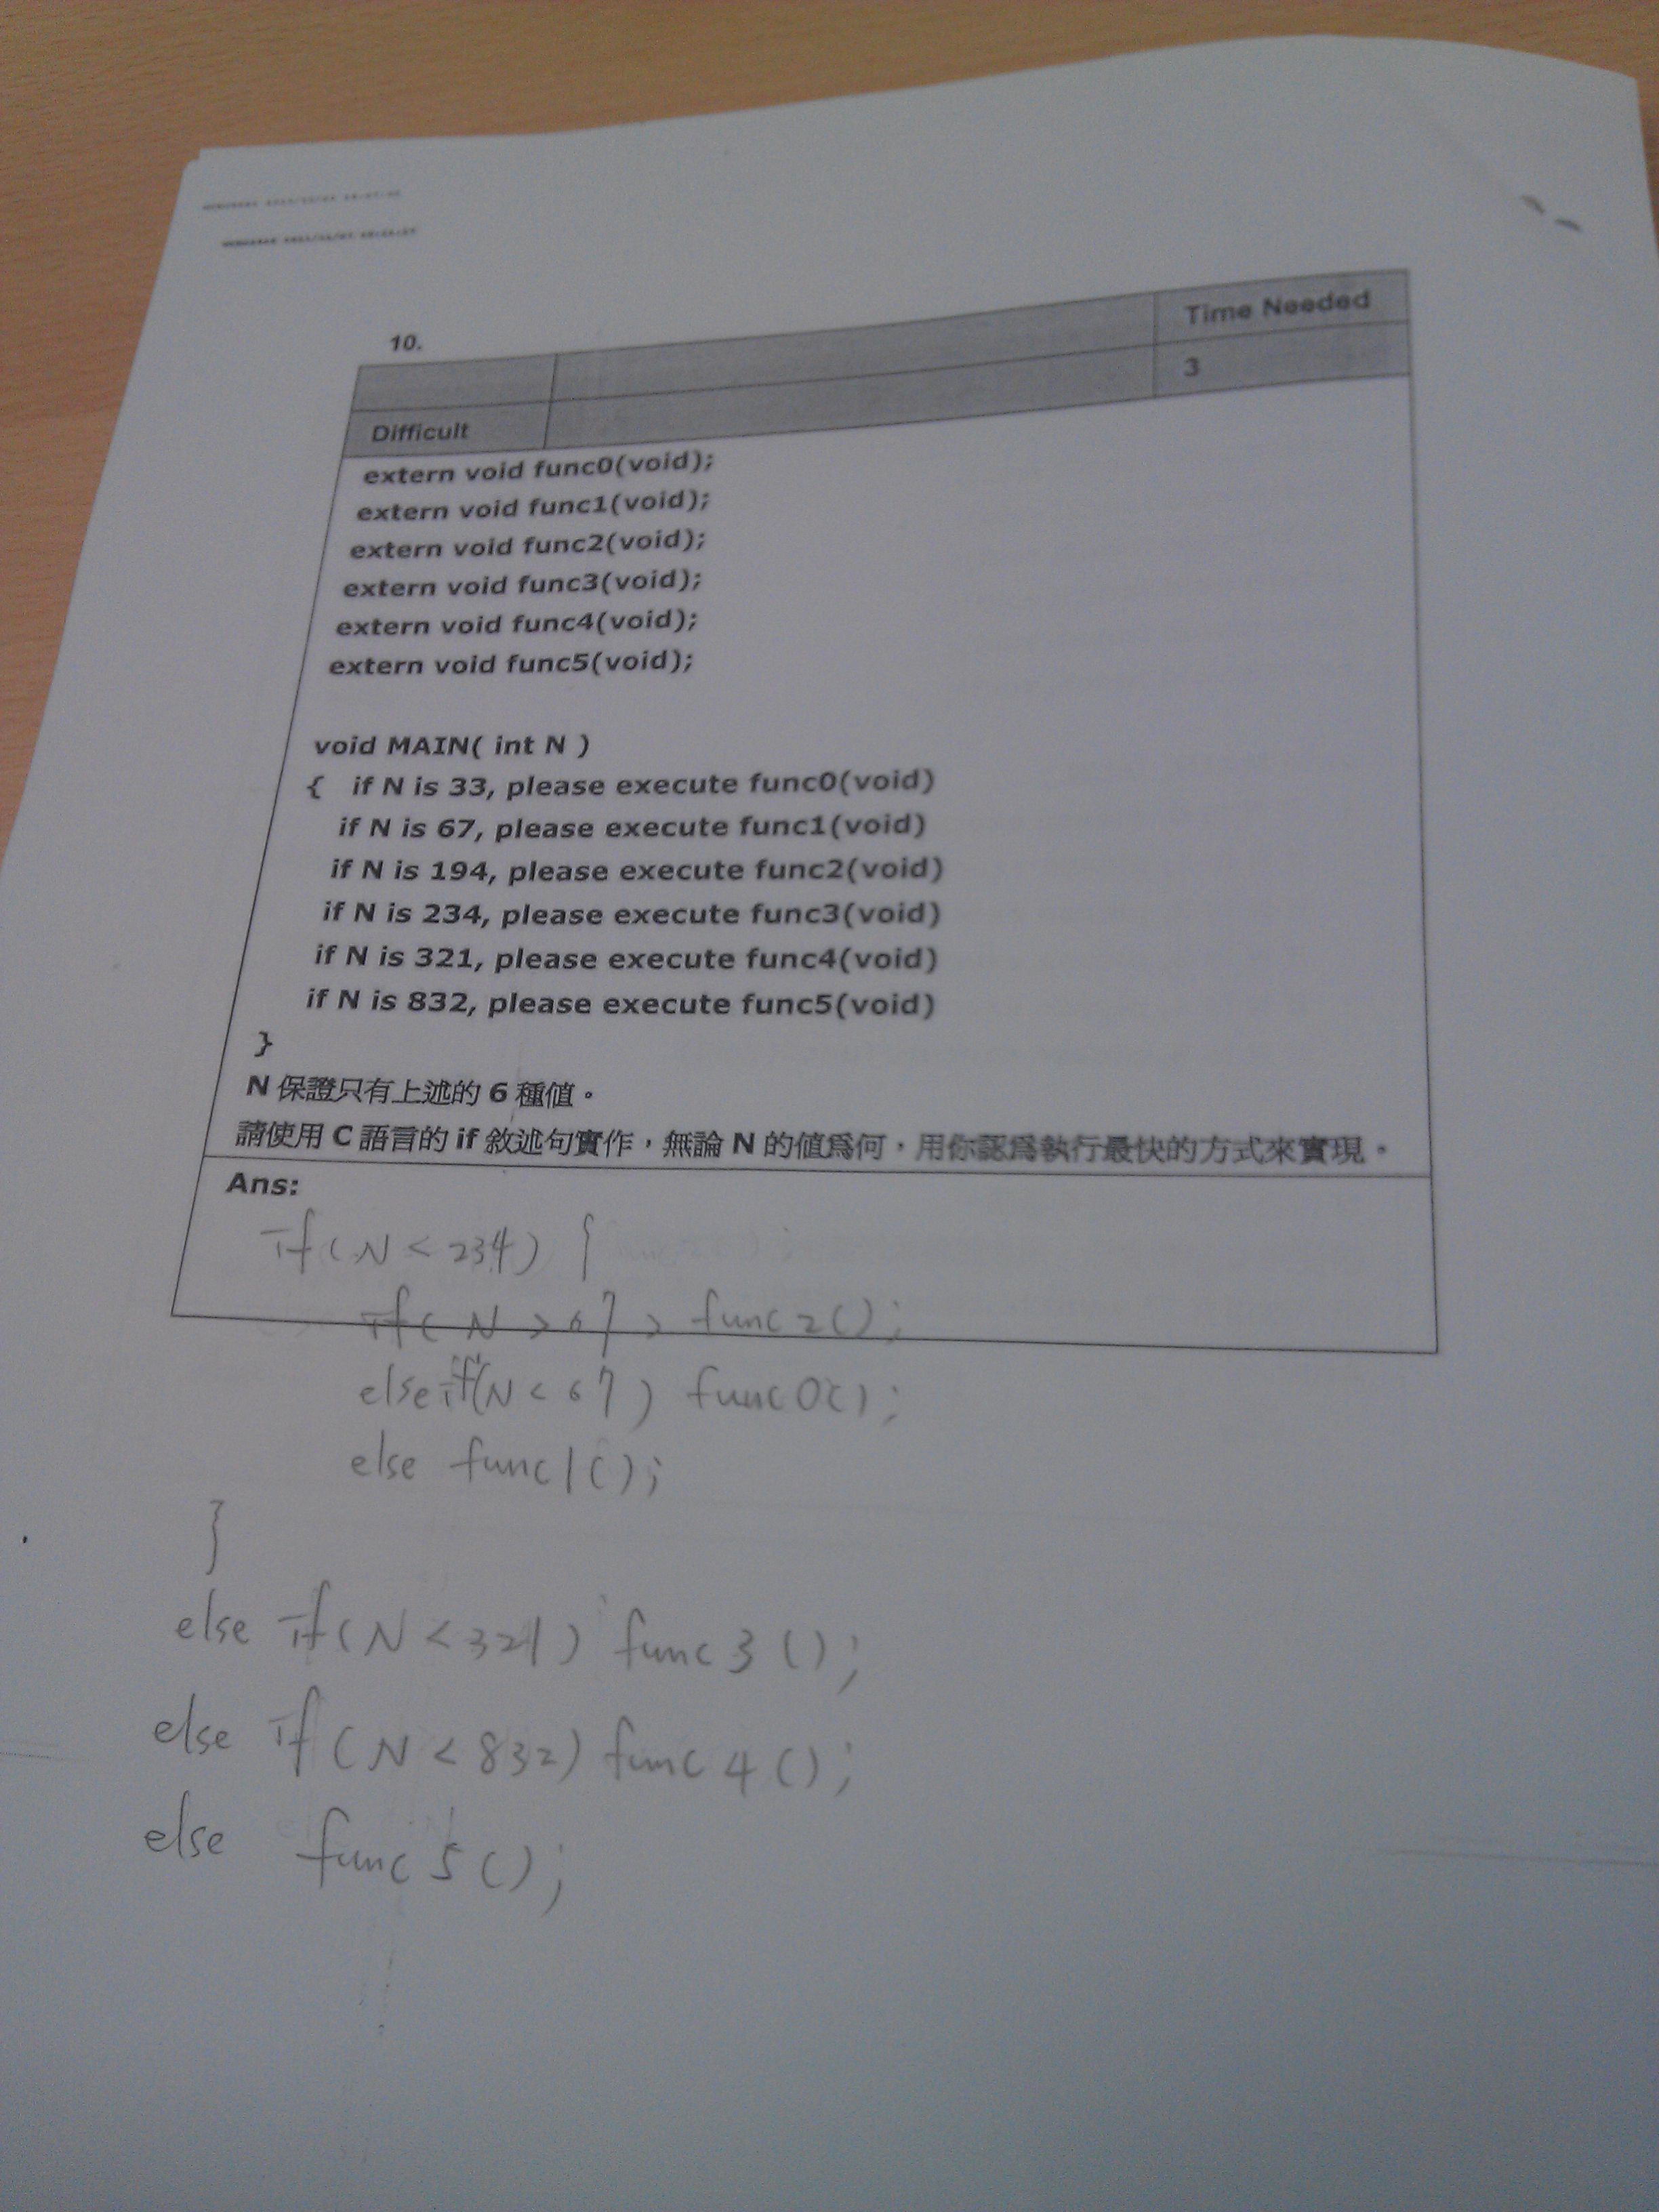 10.
Time Needed
3
Difficult
extern void func0(void);
extern void func1(void);
extern void func2(void);
extern void func3(void);
extern void func4(void);
extern void func5(void);
void MAIN( int N )
{ if N is 33, please execute func0(void)
if N is 67, please execute func1(void)
if N is 194, please execute func2(void)
if N is 234, please execute func3(void)
if N is 321, please execute func4(void)
if N is 832, please execute func5(void)
}
N 保證只有上述的 6 種值。
請使用 C 語言的 if 敘述句實作，無論 N 的值為何，用你認為執行最快的方式來實現。
Ans:
if(N < 234) {
if( N > 67 ) func2();
else if(N < 67) func0();
else func1();
}
else if(N < 321) func3();
else if(N < 832) func4();
else func5();